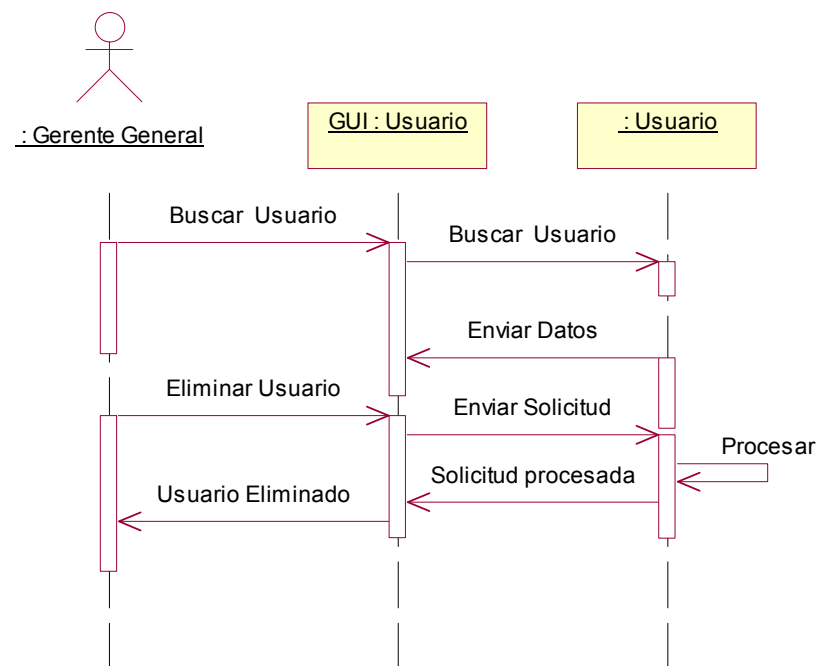 : Gerente General
GUI : Usuario
: Usuario
Buscar Usuario
Buscar Usuario
Enviar Datos
Eliminar Usuario
Enviar Solicitud
Procesar
Solicitud procesada
Usuario Eliminado